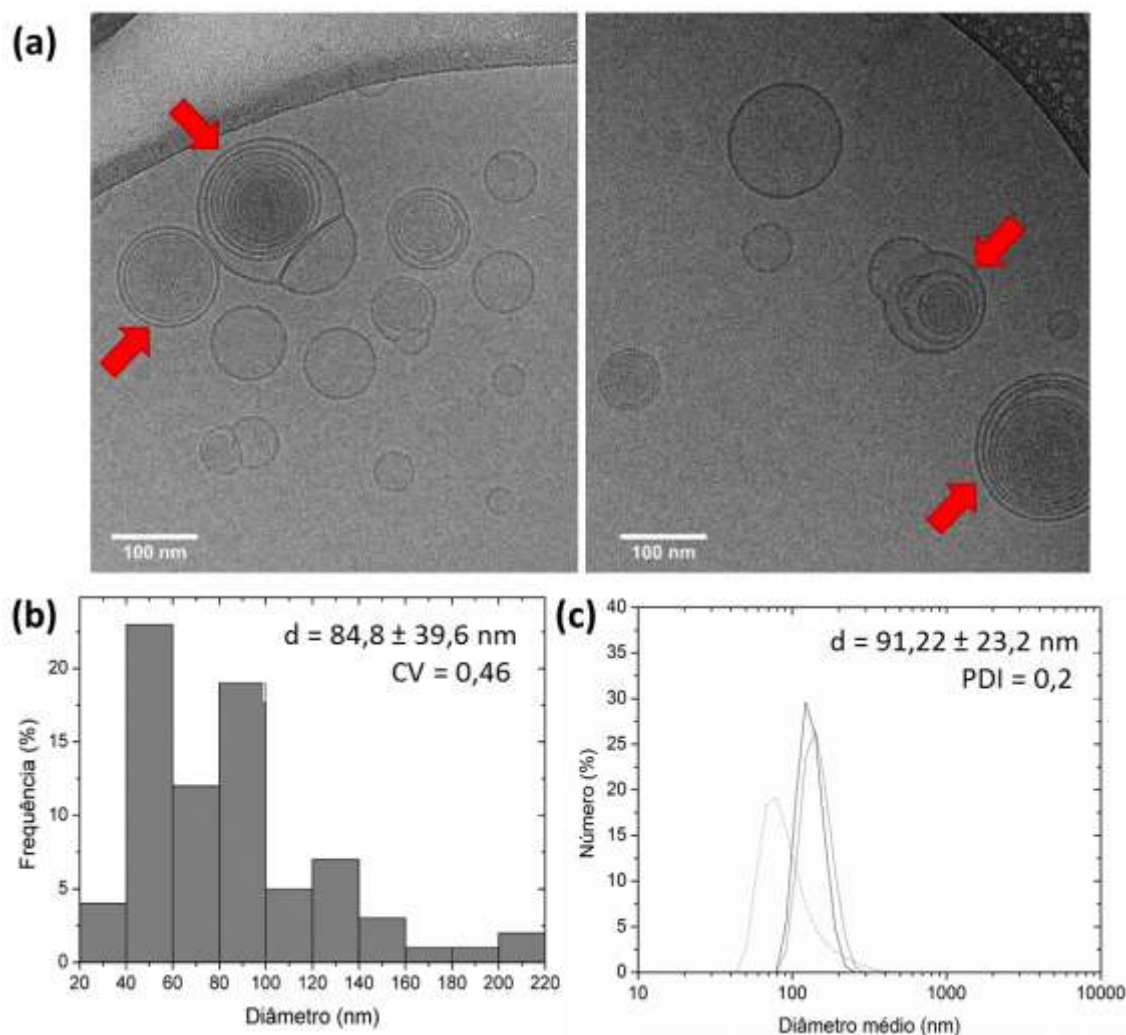 (a)
100 nm
100 nm
(b)
d = 84,8 ± 39,6 nm
CV = 0,46
Frequência (%)
20
15
10
5
0
20 40 60 80 100 120 140 160 180 200 220
Diâmetro (nm)
(c)
d = 91,22 ± 23,2 nm
PDI = 0,2
Número (%)
40
35
30
25
20
15
10
5
0
10 100 1000 10000
Diâmetro médio (nm)